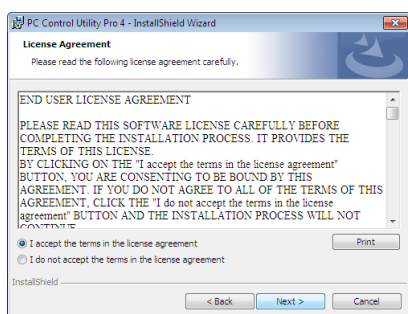 PC Control Utility Pro 4 - InstallShield Wizard
License Agreement
Please read the following license agreement carefully.
END USER LICENSE AGREEMENT
PLEASE READ THIS SOFTWARE LICENSE CAREFULLY BEFORE
COMPLETING THE INSTALLATION PROCESS. IT PROVIDES THE
TERMS OF THIS LICENSE.
BY CLICKING ON THE "I accept the terms in the license agreement"
BUTTON, YOU ARE CONSENTING TO BE BOUND BY THIS
AGREEMENT. IF YOU DO NOT AGREE TO ALL OF THE TERMS OF THIS
AGREEMENT, CLICK THE "I do not accept the terms in the license
agreement" BUTTON AND THE INSTALLATION PROCESS WILL NOT
CONTINUE
I accept the terms in the license agreement
Print
I do not accept the terms in the license agreement
InstallShield
< Back
Next >
Cancel